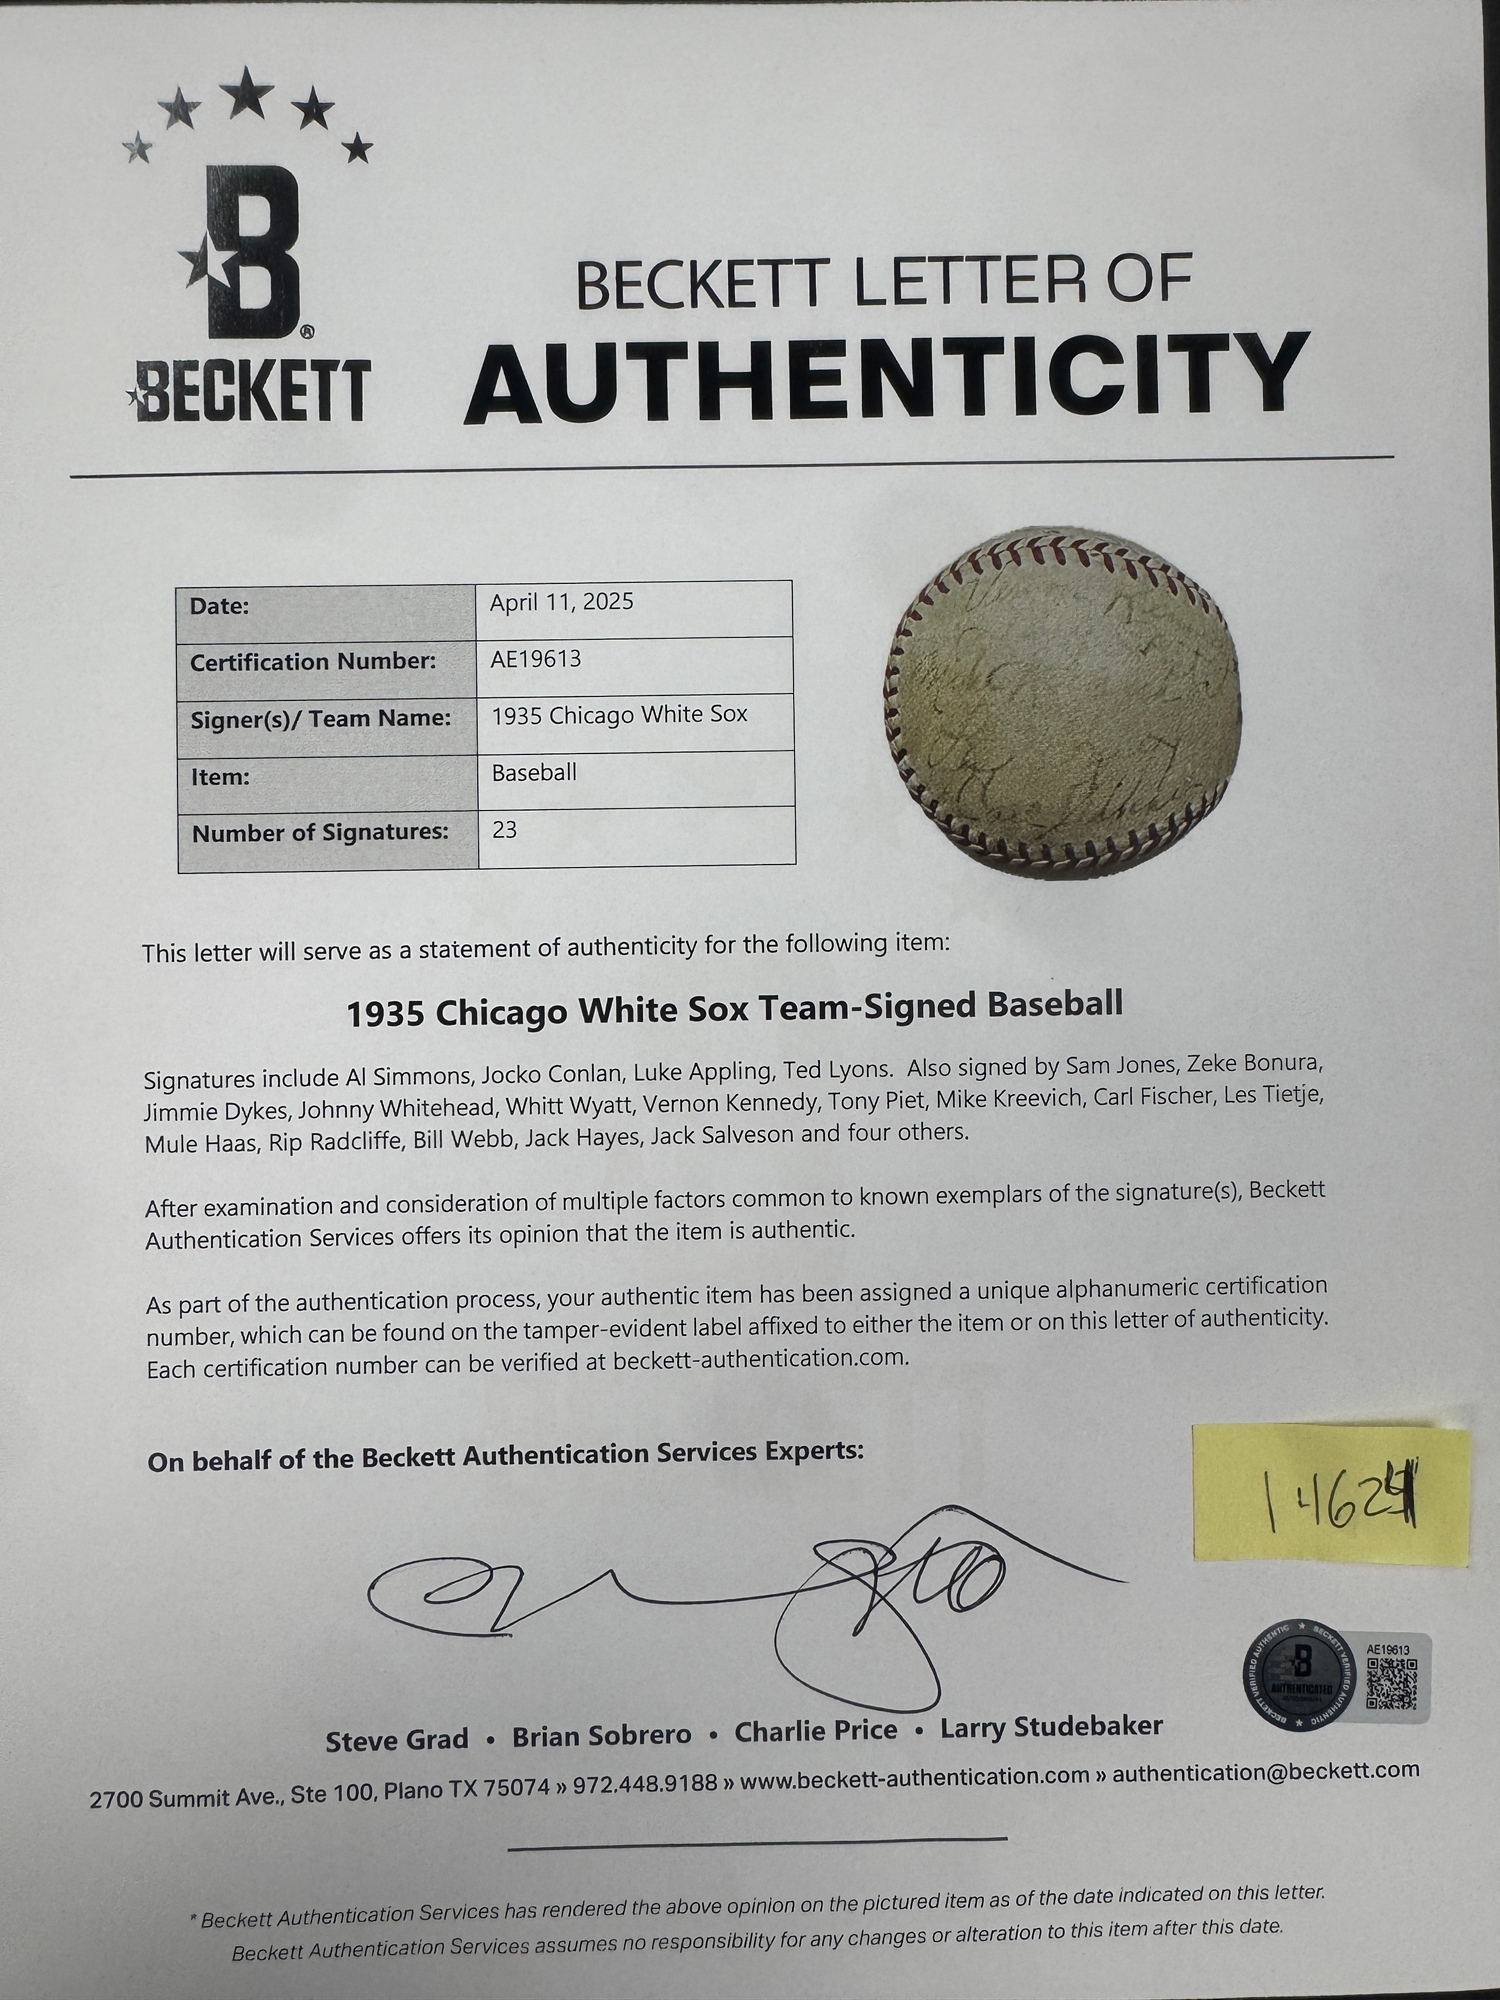 B®
BECKETT
BECKETT LETTER OF
AUTHENTICITY
Date: April 11, 2025
Certification Number: AE19613
Signer(s)/ Team Name: 1935 Chicago White Sox
Item: Baseball
Number of Signatures: 23
This letter will serve as a statement of authenticity for the following item:
1935 Chicago White Sox Team-Signed Baseball
Signatures include Al Simmons, Jocko Conlan, Luke Appling, Ted Lyons. Also signed by Sam Jones, Zeke Bonura,
Jimmie Dykes, Johnny Whitehead, Whitt Wyatt, Vernon Kennedy, Tony Piet, Mike Kreevich, Carl Fischer, Les Tietje,
Mule Haas, Rip Radcliffe, Bill Webb, Jack Hayes, Jack Salveson and four others.
After examination and consideration of multiple factors common to known exemplars of the signature(s), Beckett
Authentication Services offers its opinion that the item is authentic.
As part of the authentication process, your authentic item has been assigned a unique alphanumeric certification
number, which can be found on the tamper-evident label affixed to either the item or on this letter of authenticity.
Each certification number can be verified at beckett-authentication.com.
On behalf of the Beckett Authentication Services Experts:
BECKETT VERIFIED AUTHENTIC ★ BECKETT VERIFIED AUTHENTIC ★
B
AUTHENTICATED
AE19613
Steve Grad • Brian Sobrero • Charlie Price • Larry Studebaker
2700 Summit Ave., Ste 100, Plano TX 75074 » 972.448.9188 » www.beckett-authentication.com » authentication@beckett.com
* Beckett Authentication Services has rendered the above opinion on the pictured item as of the date indicated on this letter.
Beckett Authentication Services assumes no responsibility for any changes or alteration to this item after this date.